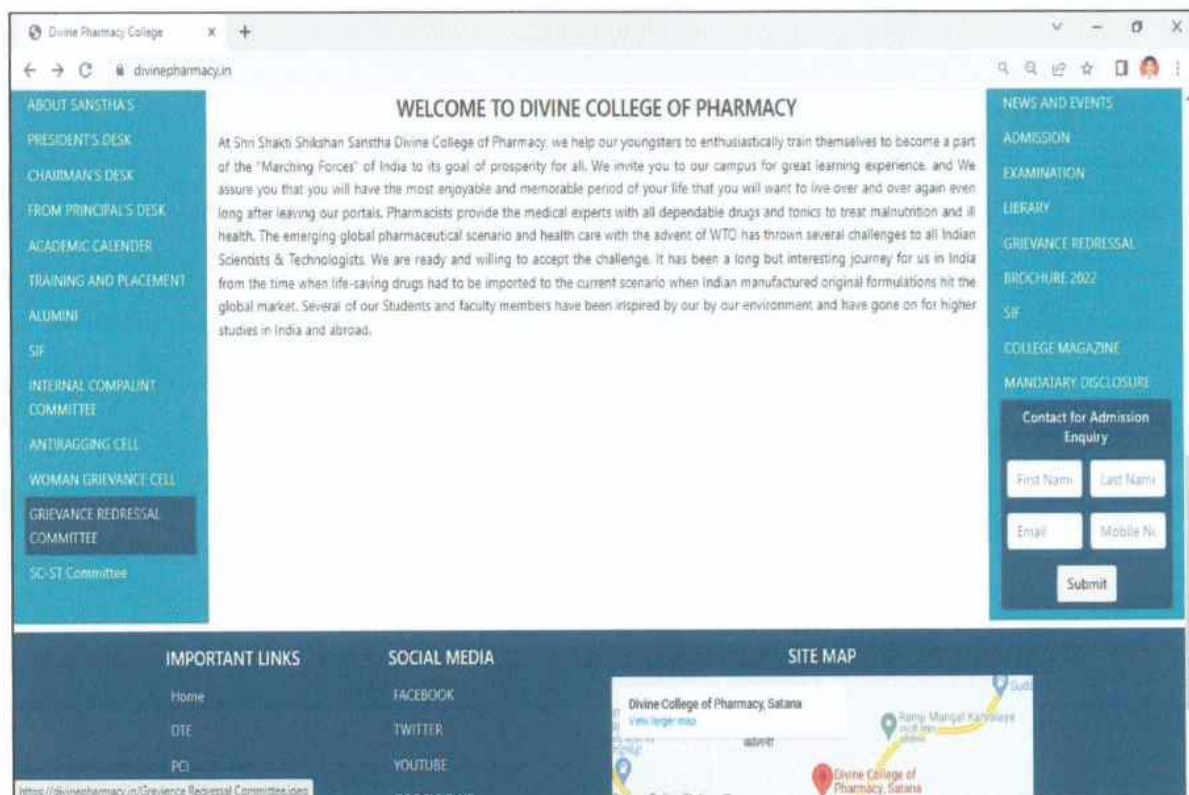 Divine Pharmacy College
divinepharmacy.in
ABOUT SANSTHA'S
PRESIDENT'S DESK
CHAIRMAN'S DESK
FROM PRINCIPAL'S DESK
ACADEMIC CALENDER
TRAINING AND PLACEMENT
ALUMINI
SIF
INTERNAL COMPALINT
COMMITTEE
ANTIRAGGING CELL
WOMAN GRIEVANCE CELL
GRIEVANCE REDRESSAL
COMMITTEE
SC-ST Committee
WELCOME TO DIVINE COLLEGE OF PHARMACY
At Shri Shakti Shikshan Sanstha Divine College of Pharmacy, we help our youngsters to enthusiastically train themselves to become a part
of the "Marching Forces" of India to its goal of prosperity for all. We invite you to our campus for great learning experience, and We
assure you that you will have the most enjoyable and memorable period of your life that you will want to live over and over again even
long after leaving our portals. Pharmacists provide the medical experts with all dependable drugs and tonics to treat malnutrition and ill
health. The emerging global pharmaceutical scenario and health care with the advent of WTO has thrown several challenges to all Indian
Scientists & Technologists. We are ready and willing to accept the challenge. It has been a long but interesting journey for us in India
from the time when life-saving drugs had to be imported to the current scenario when Indian manufactured original formulations hit the
global market. Several of our Students and faculty members have been inspired by our by our environment and have gone on for higher
studies in India and abroad.
NEWS AND EVENTS
ADMISSION
EXAMINATION
LIBRARY
GRIEVANCE REDRESSAL
BROCHURE 2022
SIF
COLLEGE MAGAZINE
MANDATARY DISCLOSURE
Contact for Admission
Enquiry
First Name Last Name
Email Mobile No
Submit
IMPORTANT LINKS
Home
DTE
PCI
SOCIAL MEDIA
FACEBOOK
TWITTER
YOUTUBE
SITE MAP
Divine College of Pharmacy, Satana
View larger map
Ramji Mangal Karyalaya
Divine College of
Pharmacy, Satana
https://divinepharmacy.in/Grievence Redressal Committee.jpeg